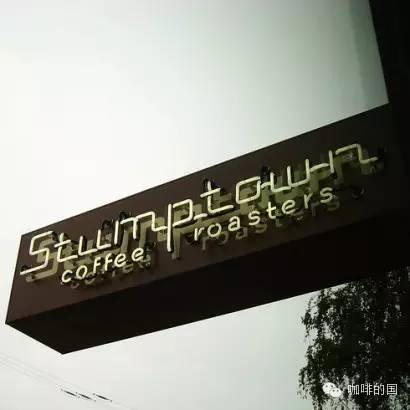 Stumptown
coffee roasters
咖啡的国